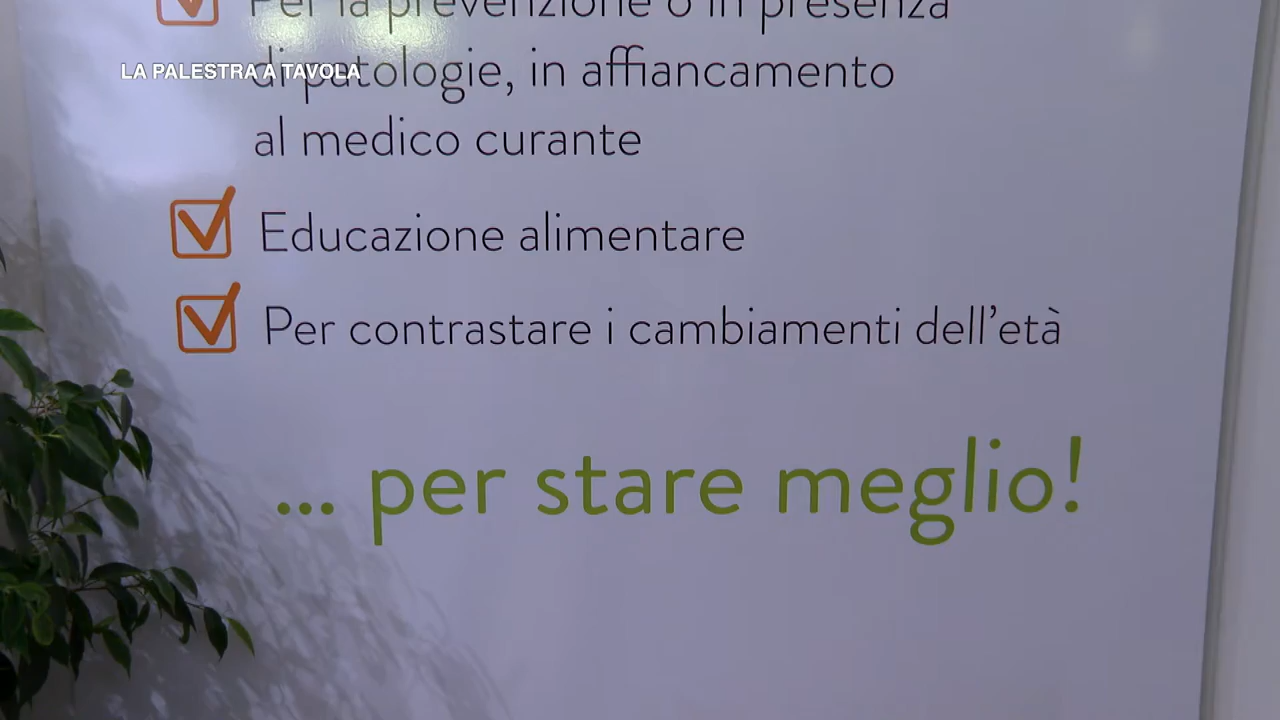 Per la prevenzione o in presenza
LA PALESTRA A TAVOLA
di patologie, in affiancamento
al medico curante
Educazione alimentare
Per contrastare i cambiamenti dell'età
... per stare meglio!